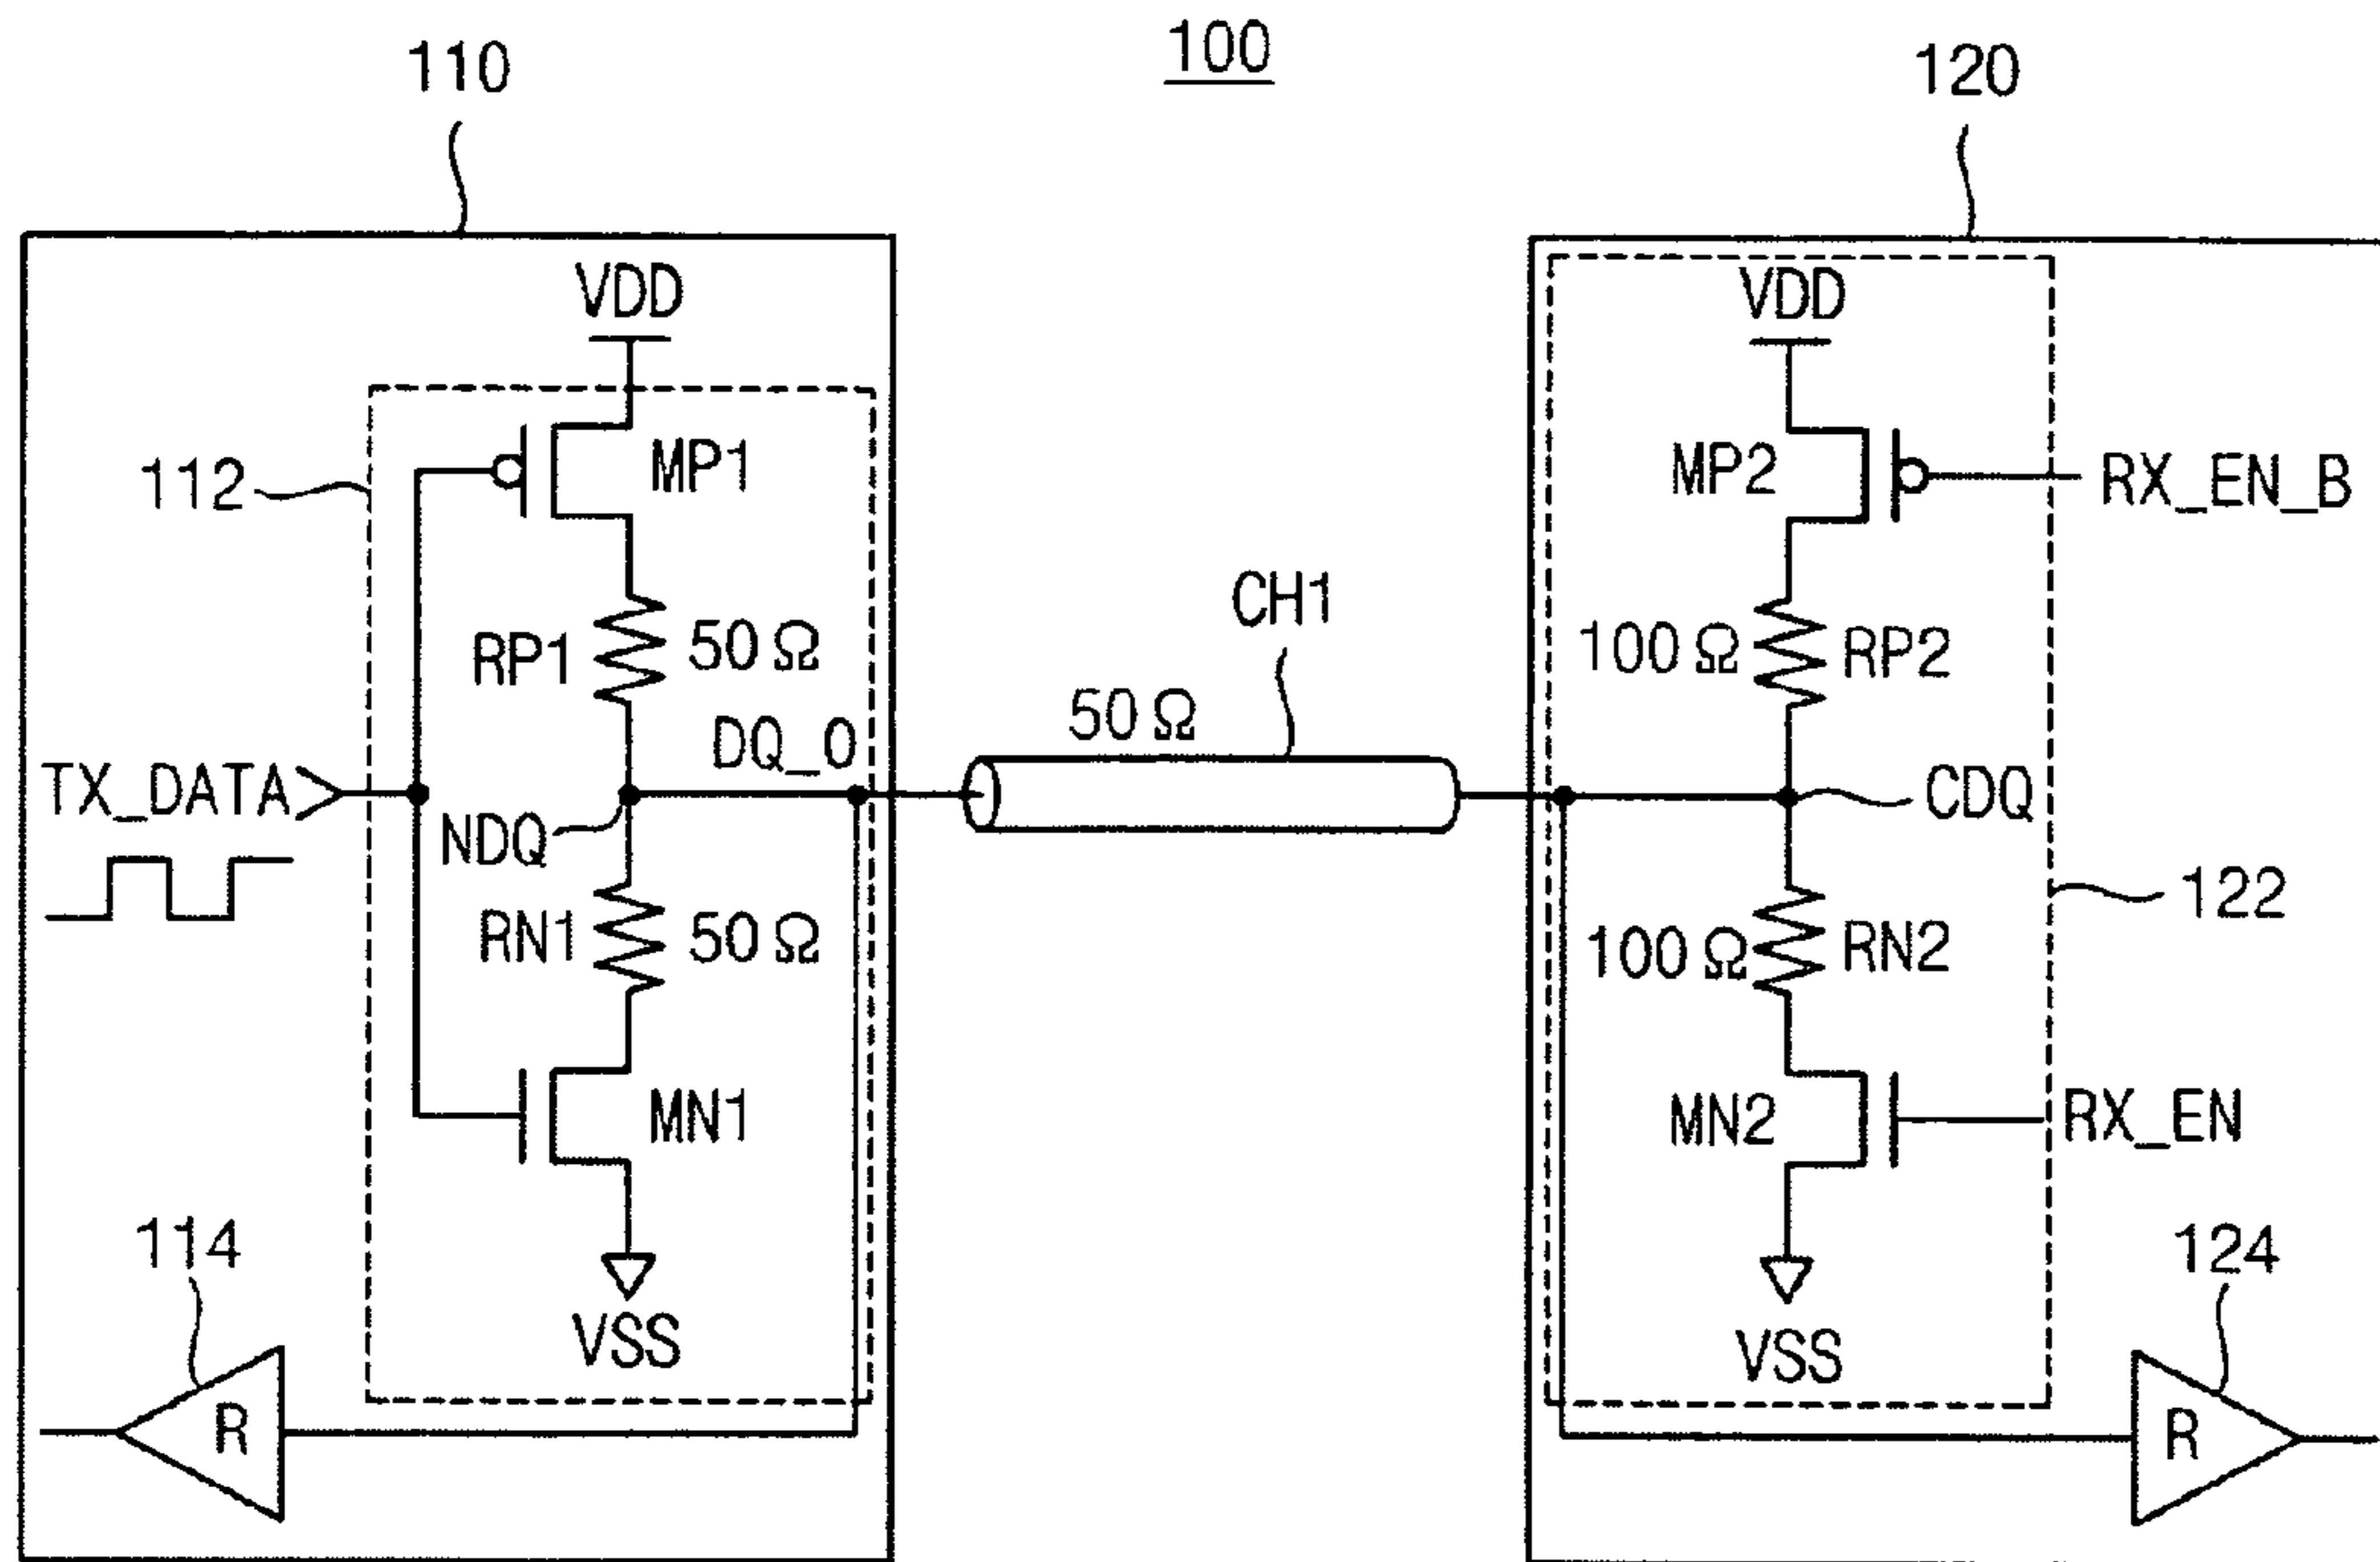 100
110
120
VDD
VDD
112
MP1
MP2
RX_EN_B
CH1
RP1
50 Ω
100 Ω
RP2
DQ_0
50 Ω
TX_DATA
NDQ
CDQ
RN1
50 Ω
100 Ω
RN2
122
MN1
MN2
RX_EN
114
124
VSS
VSS
R
R